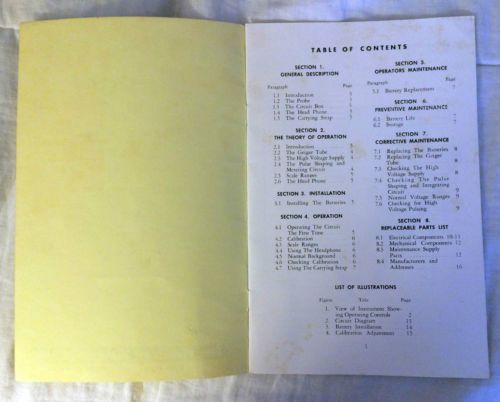 TABLE OF CONTENTS
SECTION 1.
GENERAL DESCRIPTION
Paragraph Page
1.1 Introduction 3
1.2 The Probe
1.3 The Circuit Box
1.4 The Head Phone
1.5 The Carrying Strap 3
SECTION 2.
THE THEORY OF OPERATION
2.1 Introduction
2.2 The Geiger Tube
2.3 The High Voltage Supply 4
2.4 The Pulse Shaping and
Metering Circuit 4
2.5 Scale Ranges 5
2.6 The Head Phone 5
SECTION 3. INSTALLATION
3.1 Installing The Batteries 5
SECTION 4. OPERATION
4.1 Operating The Circuit
The First Time 5
4.2 Calibration 6
4.3 Scale Ranges 6
4.4 Using The Headphone 6
4.5 Normal Background 6
4.6 Checking Calibration 6
4.7 Using The Carrying Strap 7
SECTION 5.
OPERATORS MAINTENANCE
Paragraph Page
5.1 Battery Replacement 7
SECTION 6.
PREVENTIVE MAINTENANCE
6.1 Battery Life 7
6.2 Storage
SECTION 7.
CORRECTIVE MAINTENANCE
7.1 Replacing The Batteries 8
7.2 Replacing The Geiger
Tube 8
7.3 Checking The High
Voltage Supply 8
7.4 Checking The Pulse
Shaping and Integrating
Circuit 9
7.5 Normal Voltage Ranges 9
7.6 Checking for High
Voltage Pulsing 9
SECTION 8.
REPLACEABLE PARTS LIST
8.1 Electrical Components 10-11
8.2 Mechanical Components 12
8.3 Maintenance Supply
Parts 12
8.4 Manufacturers and
Addresses 16
LIST OF ILLUSTRATIONS
Figure Title Page
1. View of Instrument Show-
ing Operating Controls 2
2. Circuit Diagram 13
3. Battery Installation 14
4. Calibration Adjustment 15
1